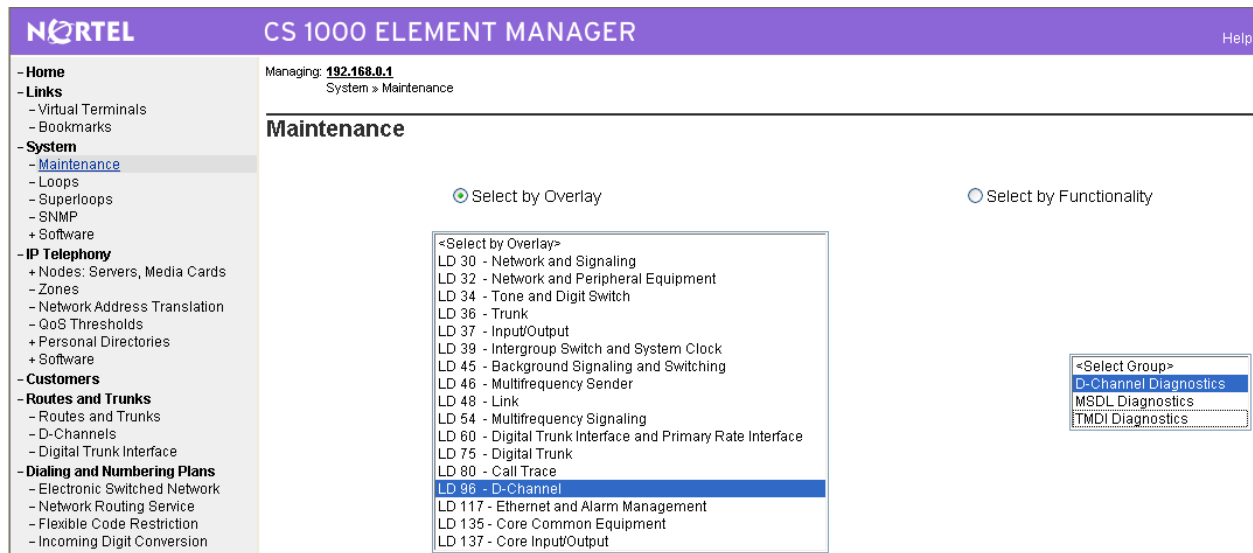 NORTEL
CS 1000 ELEMENT MANAGER
Help
- Home
- Links
- Virtual Terminals
- Bookmarks
- System
- Maintenance
- Loops
- Superloops
- SNMP
+ Software
- IP Telephony
+ Nodes: Servers, Media Cards
- Zones
- Network Address Translation
- QoS Thresholds
+ Personal Directories
+ Software
- Customers
- Routes and Trunks
- Routes and Trunks
- D-Channels
- Digital Trunk Interface
- Dialing and Numbering Plans
- Electronic Switched Network
- Network Routing Service
- Flexible Code Restriction
- Incoming Digit Conversion
Managing: 192.168.0.1
System » Maintenance
Maintenance
Select by Overlay
Select by Functionality
<Select by Overlay>
LD 30 - Network and Signaling
LD 32 - Network and Peripheral Equipment
LD 34 - Tone and Digit Switch
LD 36 - Trunk
LD 37 - Input/Output
LD 39 - Intergroup Switch and System Clock
LD 45 - Background Signaling and Switching
LD 46 - Multifrequency Sender
LD 48 - Link
LD 54 - Multifrequency Signaling
LD 60 - Digital Trunk Interface and Primary Rate Interface
LD 75 - Digital Trunk
LD 80 - Call Trace
LD 96 - D-Channel
LD 117 - Ethernet and Alarm Management
LD 135 - Core Common Equipment
LD 137 - Core Input/Output
<Select Group>
D-Channel Diagnostics
MSDL Diagnostics
TMDI Diagnostics